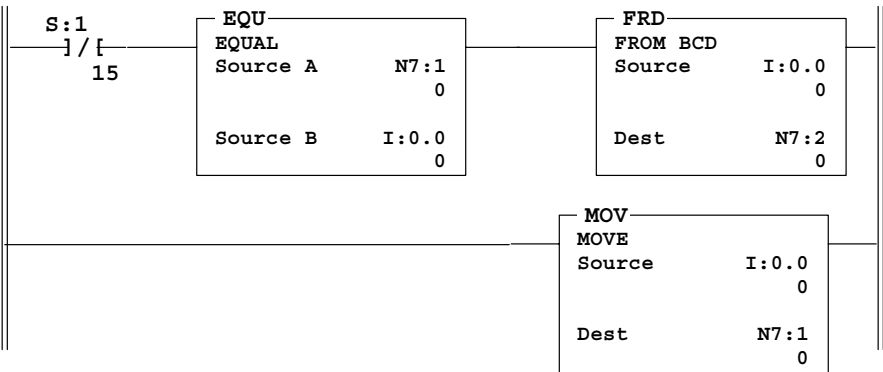 S:1
]/[
15
EQU
EQUAL
Source A N7:1
0
Source B I:0.0
0
FRD
FROM BCD
Source I:0.0
0
Dest N7:2
0
MOV
MOVE
Source I:0.0
0
Dest N7:1
0